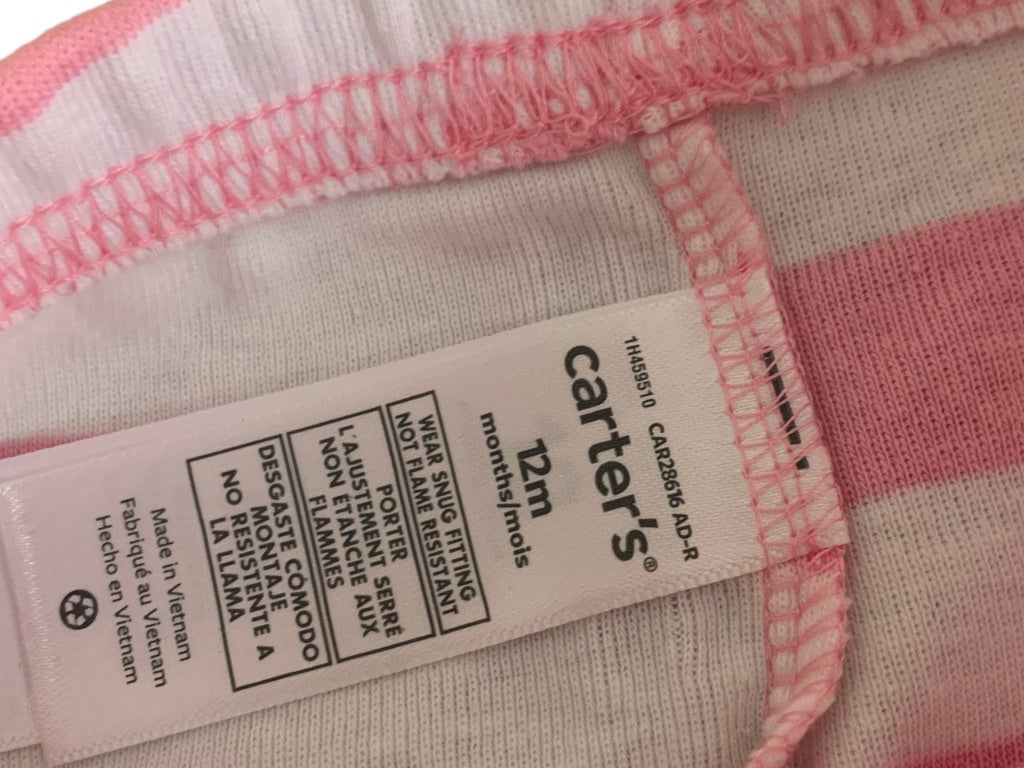 1H459510 CAR28616 AD-R
carter's®
12m
months/mois
WEAR SNUG FITTING
NOT FLAME RESISTANT
PORTER
L'AJUSTEMENT SERRÉ
NON ÉTANCHE AUX
FLAMMES
DESGASTE CÓMODO
MONTAJE
NO RESISTENTE A
LA LLAMA
Made in Vietnam
Fabriqué au Vietnam
Hecho en Vietnam